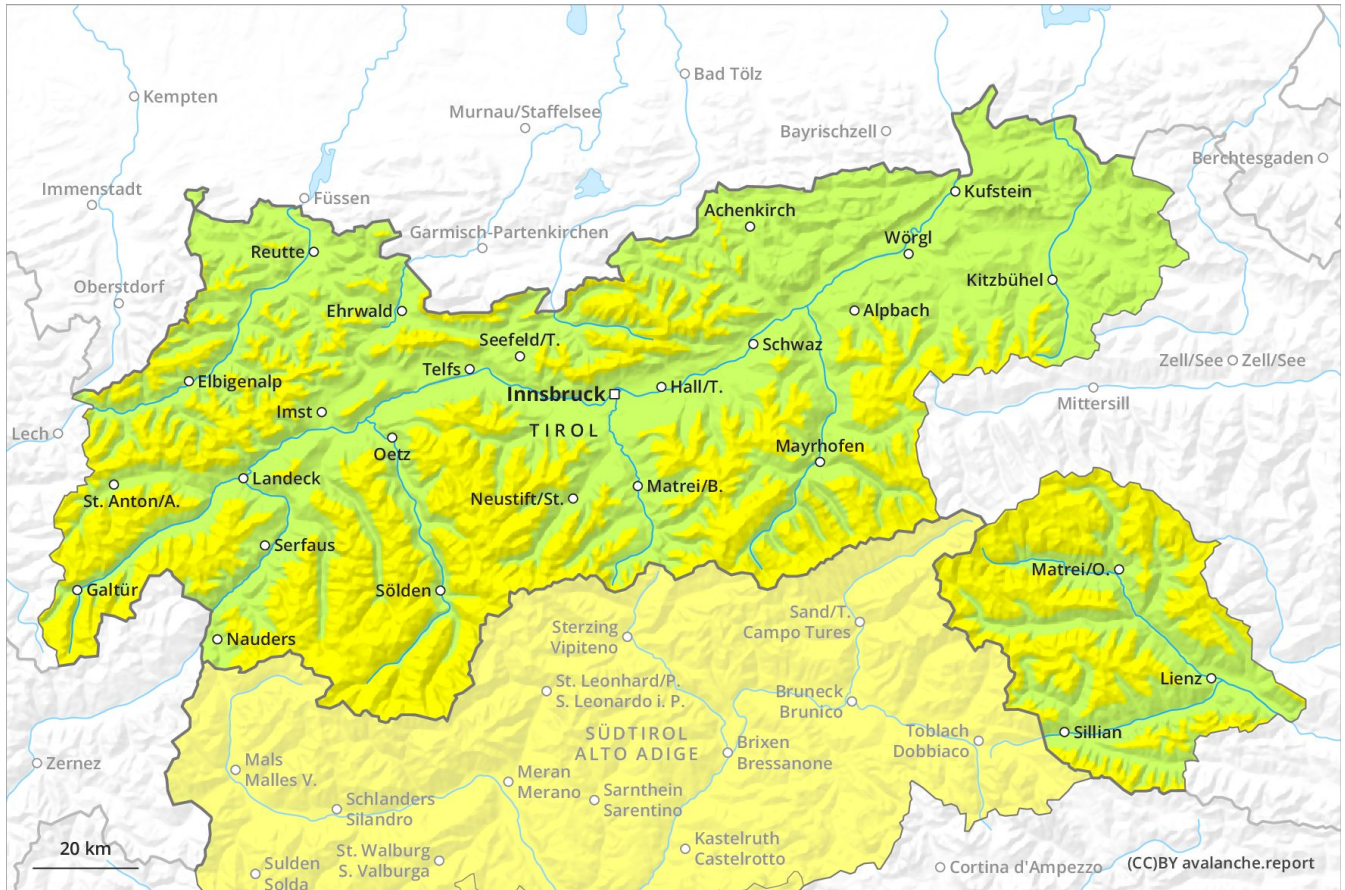 Bad Tölz
Kempten
Murnau/Staffelsee
Bayrischzell
Berchtesgaden
Immenstadt
Füssen
Kufstein
Achenkirch
Garmisch-Partenkirchen
Wörgl
Reutte
Kitzbühel
Oberstdorf
Ehrwald
Alpbach
Seefeld/T.
Schwaz
Zell/See
Zell/See
Telfs
Elbigenalp
Innsbruck
Hall/T.
Mittersill
Imst
TIROL
Lech
Mayrhofen
Oetz
Landeck
St. Anton/A.
Neustift/St.
Matrei/B.
Serfaus
Matrei/O.
Galtür
Sölden
Sand/T.
Campo Tures
Sterzing
Vipiteno
Nauders
St. Leonhard/P.
S. Leonardo i. P.
Bruneck
Brunico
Lienz
SÜDTIROL
ALTO ADIGE
Toblach
Dobbiaco
Sillian
Brixen
Bressanone
Zernez
Mals
Malles V.
Meran
Merano
Sarnthein
Sarentino
Schlanders
Silandro
Kastelruth
Castelrotto
20 km
St. Walburg
S. Valburga
Sulden
Solda
Cortina d'Ampezzo
(CC)BY avalanche.report